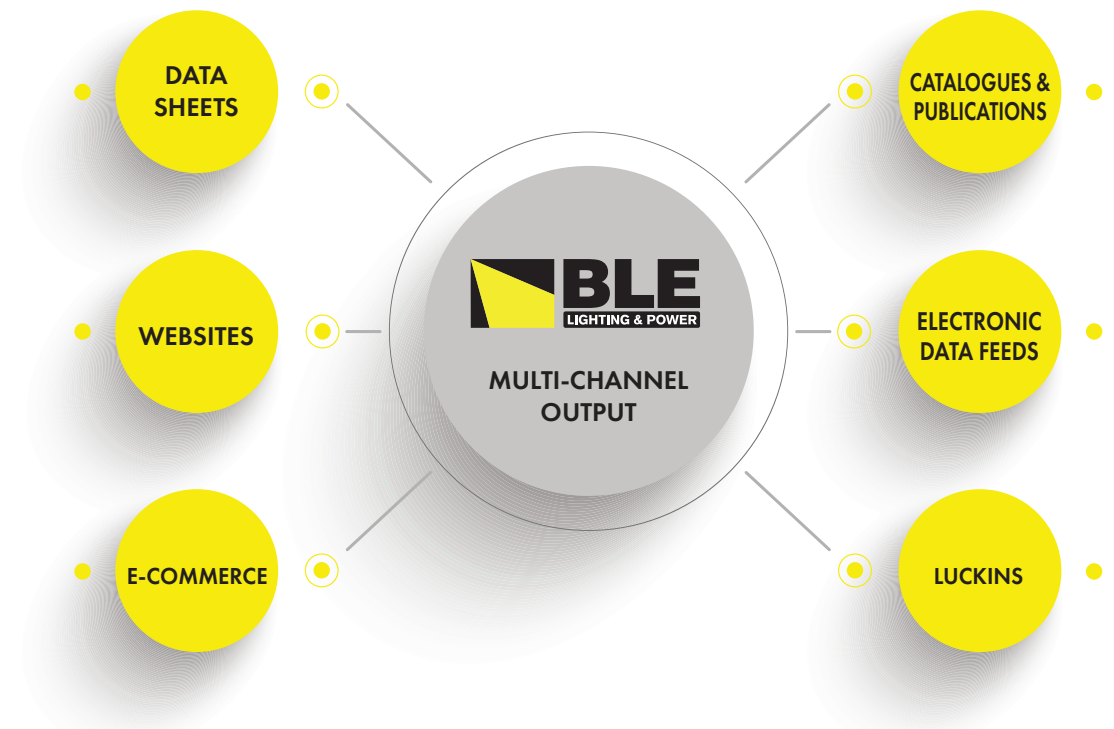 DATA
SHEETS
CATALOGUES &
PUBLICATIONS
BLE
LIGHTING & POWER
WEBSITES
ELECTRONIC
DATA FEEDS
MULTI-CHANNEL
OUTPUT
E-COMMERCE
LUCKINS